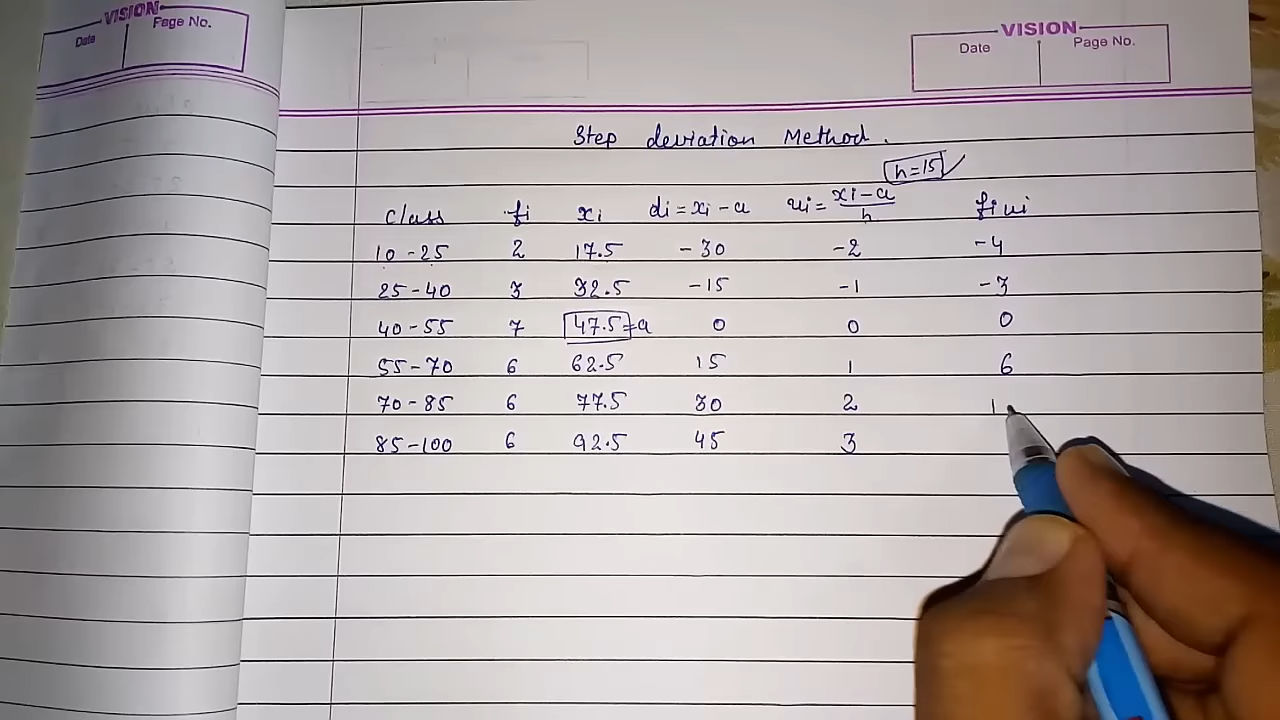 VISION
Date Page No.
VISION
Date Page No.
Step deviation Method.
h=15 ✓
class fi xi di = xi - a ui = xi - a / h fiui
10 - 25 2 17.5 - 30 -2 -4
25 - 40 3 32.5 -15 -1 -3
40 - 55 7 47.5 = a 0 0 0
55 - 70 6 62.5 15 1 6
70 - 85 6 77.5 30 2 1
85 - 100 6 92.5 45 3